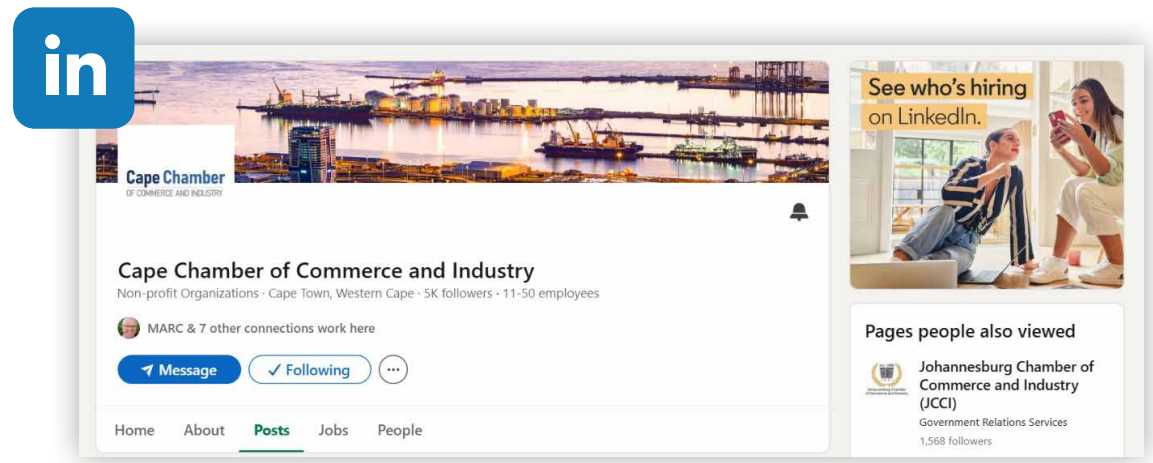 in
Cape Chamber
OF COMMERCE AND INDUSTRY
Cape Chamber of Commerce and Industry
Non-profit Organizations · Cape Town, Western Cape · 5K followers · 11-50 employees
MARC & 7 other connections work here
Message
Following
Home About Posts Jobs People
See who's hiring
on LinkedIn.
Pages people also viewed
Johannesburg Chamber of
Commerce and Industry
(JCCI)
Government Relations Services
1,568 followers